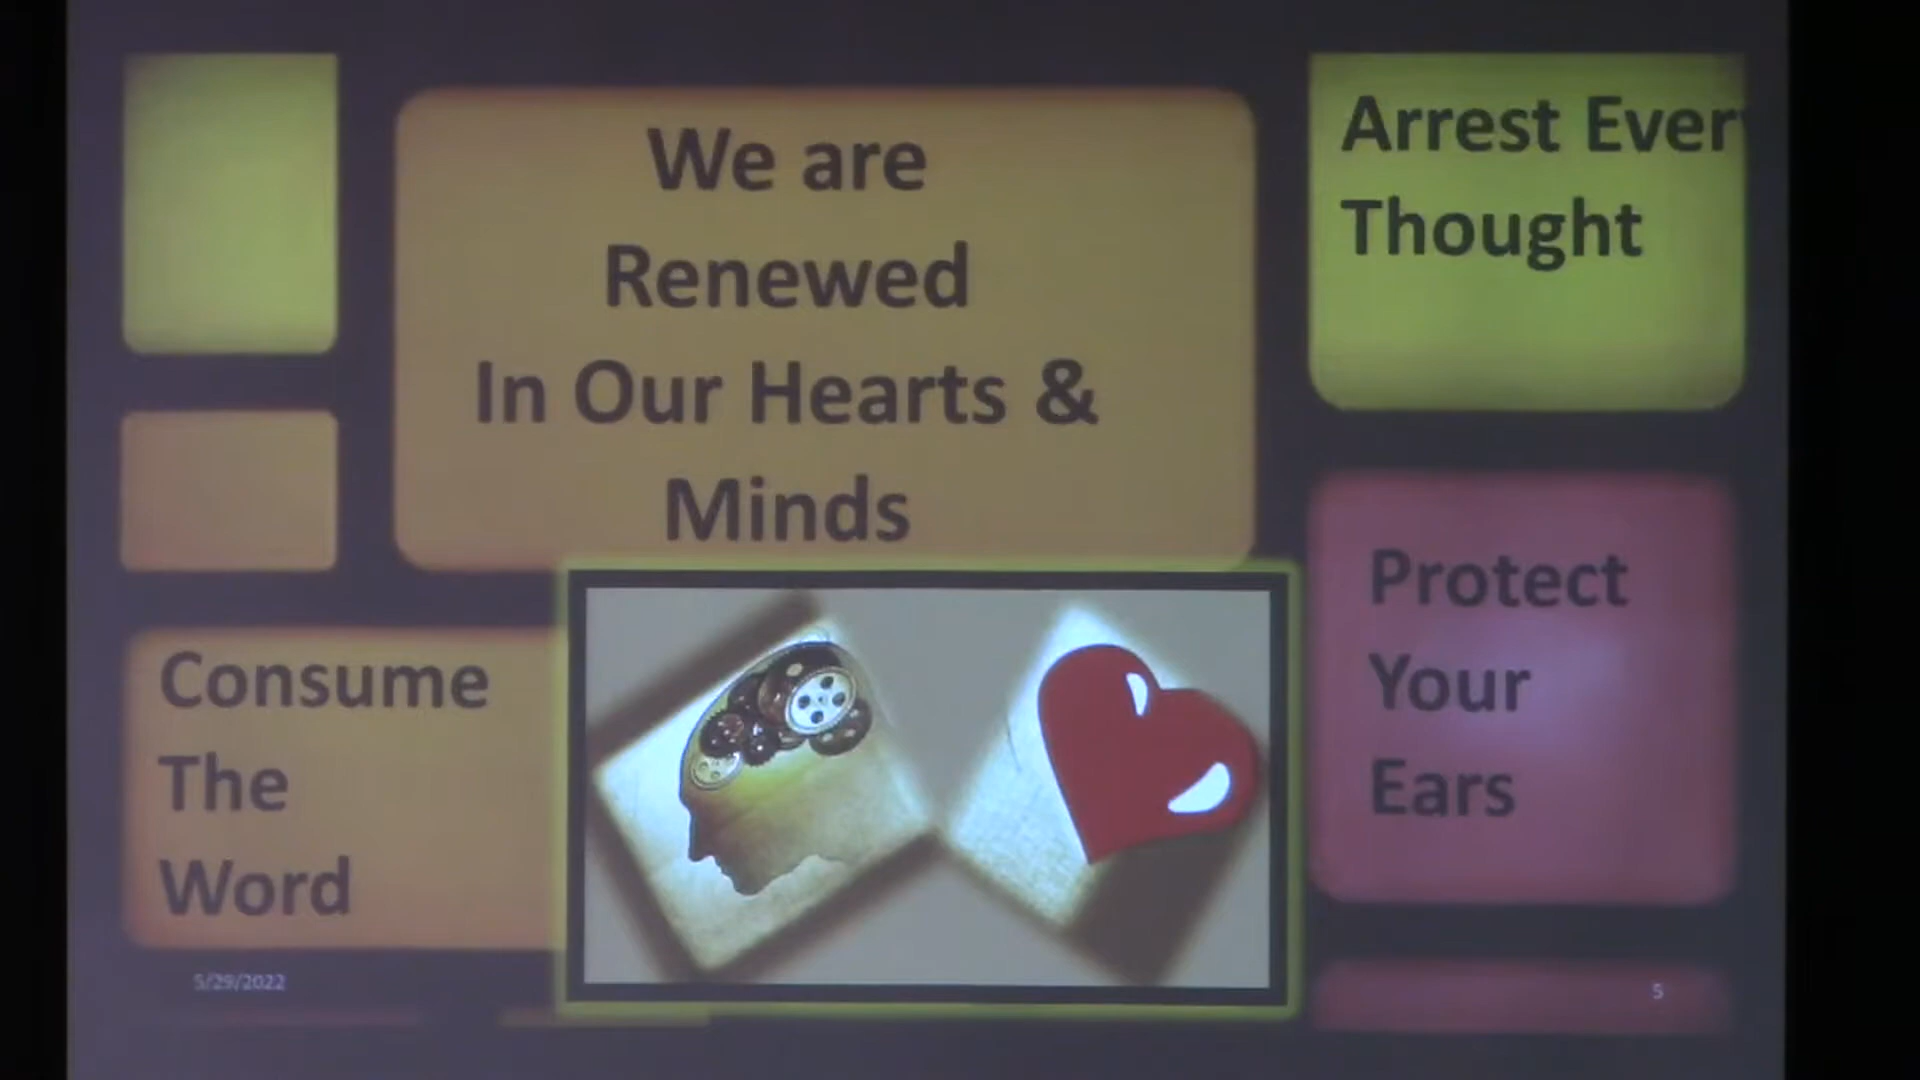 We are
Renewed
In Our Hearts &
Minds
Arrest Ever
Thought
Protect
Your
Ears
Consume
The
Word
5/29/2022
5